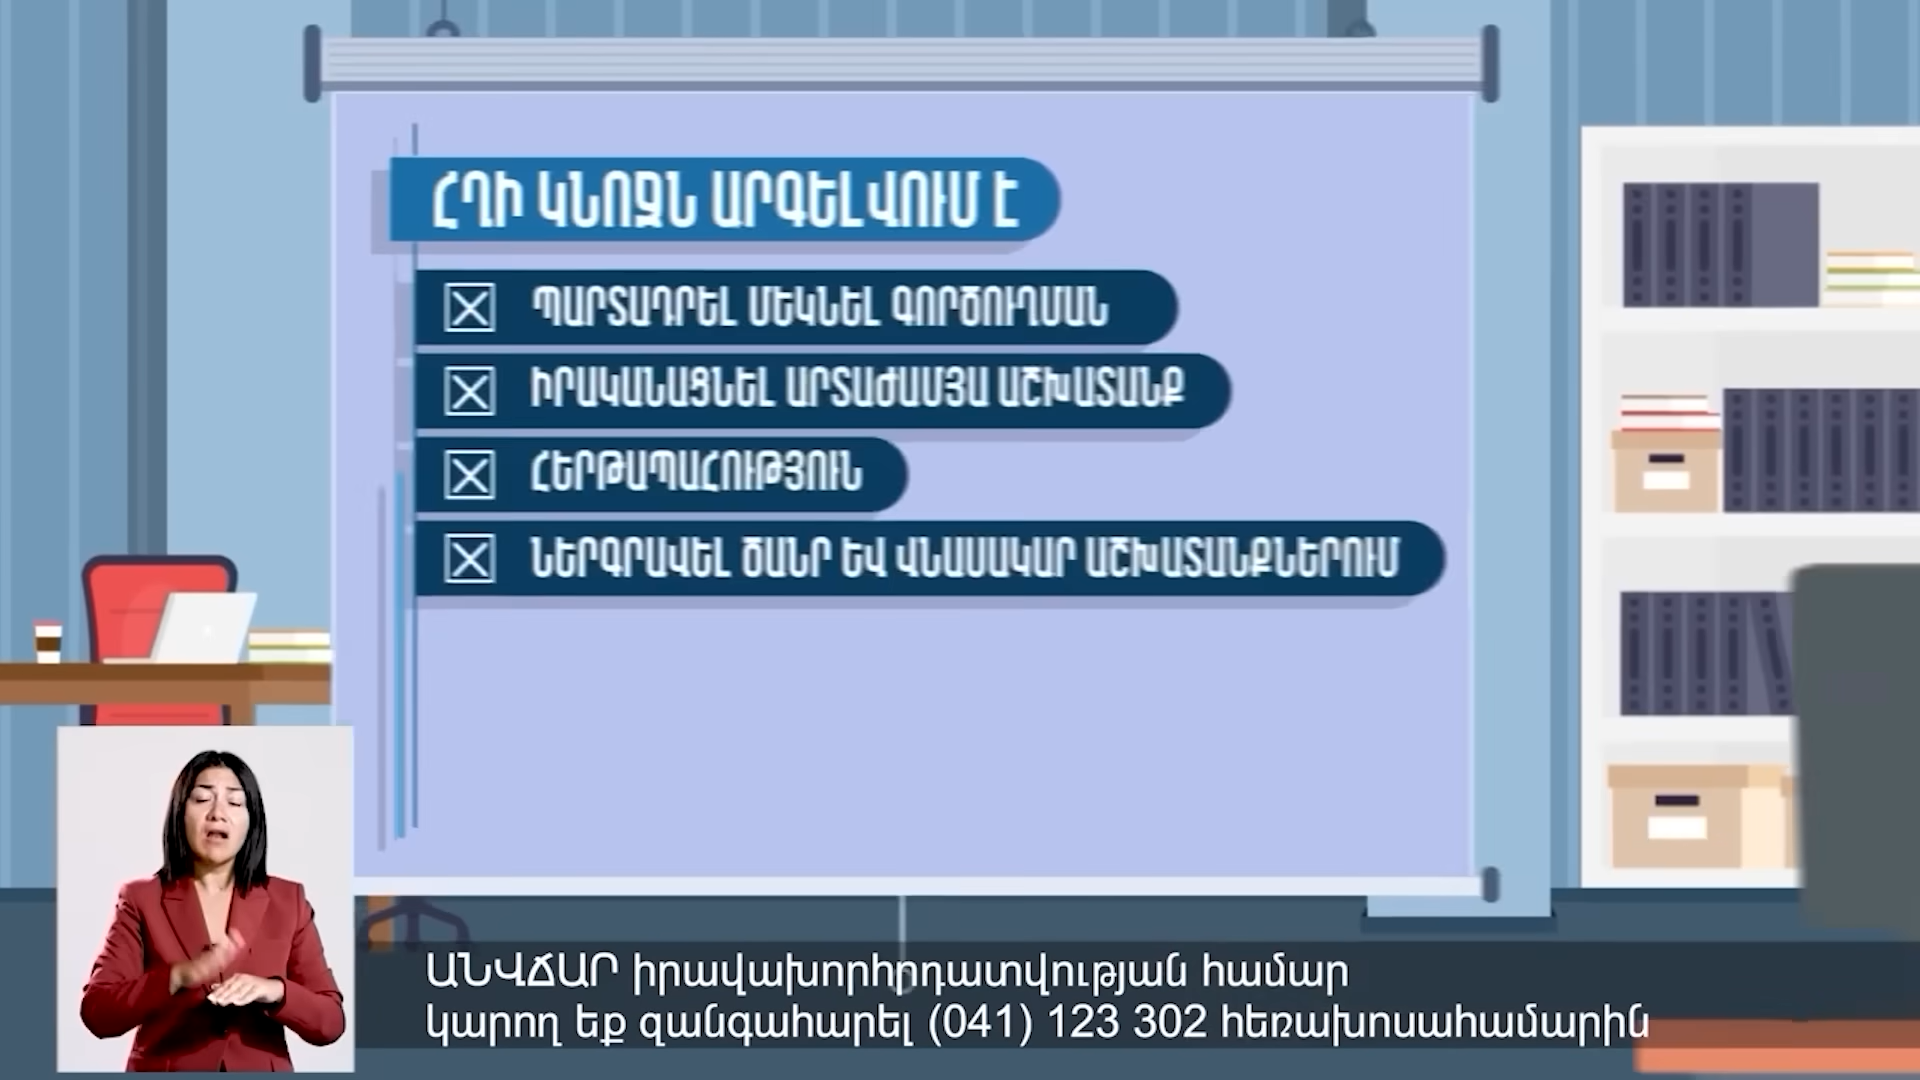 ՀՂԻ ԿՆՈՋՆ ԱՐԳԵԼՎՈՒՄ Է
ՊԱՐՏԱԴՐԵԼ ՄԵԿՆԵԼ ԳՈՐԾՈՒՂՄԱՆ
ԻՐԱԿԱՆԱՑՆԵԼ ԱՐՏԱԺԱՄՅԱ ԱՇԽԱՏԱՆՔ
ՀԵՐԹԱՊԱՀՈՒԹՅՈՒՆ
ՆԵՐԳՐԱՎԵԼ ԾԱՆՐ ԵՎ ՎՆԱՍԱԿԱՐ ԱՇԽԱՏԱՆՔՆԵՐՈՒՄ
ԱՆՎՃԱՐ իրավախորհրդատվության համար
կարող եք զանգահարել (041) 123 302 հեռախոսահամարին